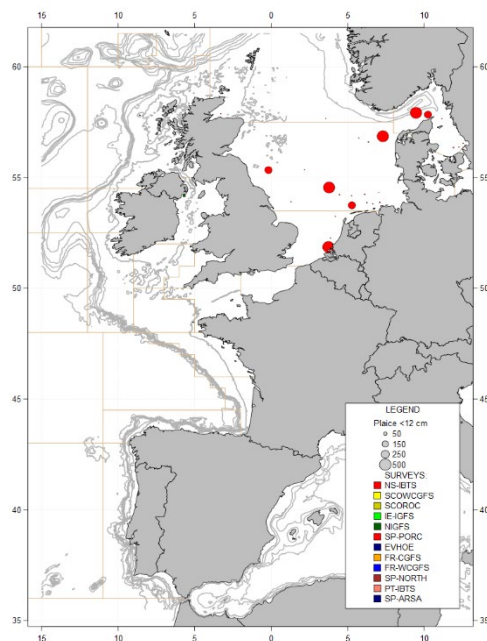 15 10 5 0 5 10
60 60
55 55
50 50
45 45
40 40
35 35
LEGEND
Plaice <12 cm
50
150
250
500
SURVEYS:
NS-IBTS
SCOWCGFS
SCOROC
IE-IGFS
NIGFS
SP-PORC
EVHOE
FR-CGFS
FR-WCGFS
SP-NORTH
PT-IBTS
SP-ARSA
15 10 5 0 5 10